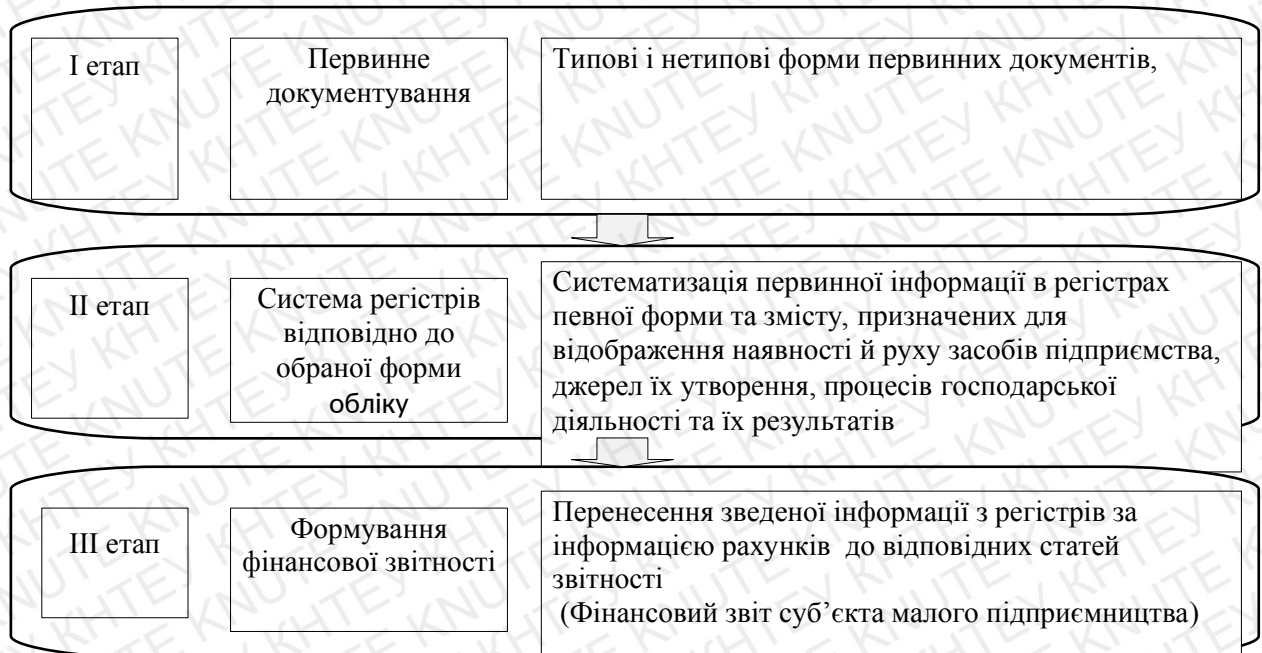 І етап
Первинне
документування
Типові і нетипові форми первинних документів,
ІІ етап
Система регістрів
відповідно до
обраної форми
обліку
Систематизація первинної інформації в регістрах
певної форми та змісту, призначених для
відображення наявності й руху засобів підприємства,
джерел їх утворення, процесів господарської
діяльності та їх результатів
ІІІ етап
Формування
фінансової звітності
Перенесення зведеної інформації з регістрів за
інформацією рахунків до відповідних статей
звітності
(Фінансовий звіт суб’єкта малого підприємництва)